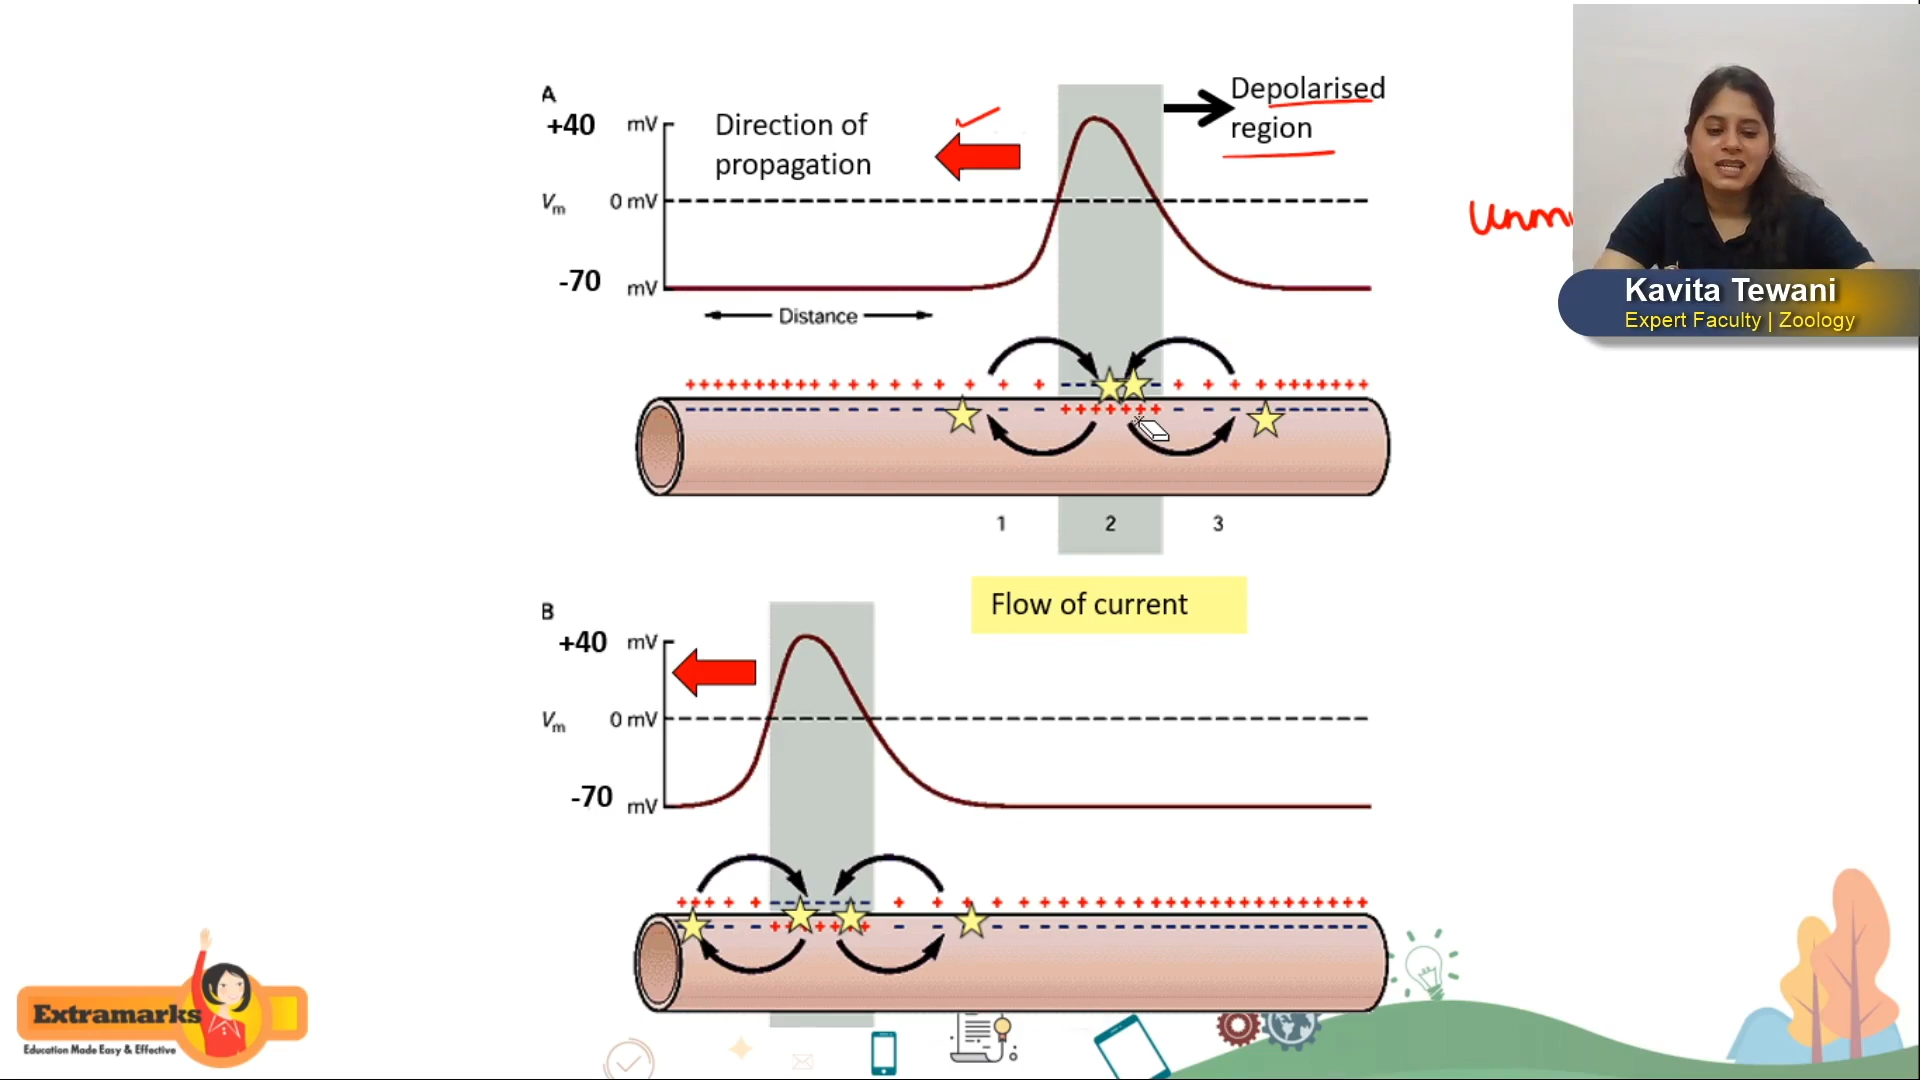 A
+40 mV
Direction of
propagation
Depolarised
region
Vm 0 mV
-70 mV
Distance
Kavita Tewani
Expert Faculty | Zoology
1 2 3
Flow of current
B
+40 mV
Vm 0 mV
-70 mV
Extramarks
Education Made Easy & Effective